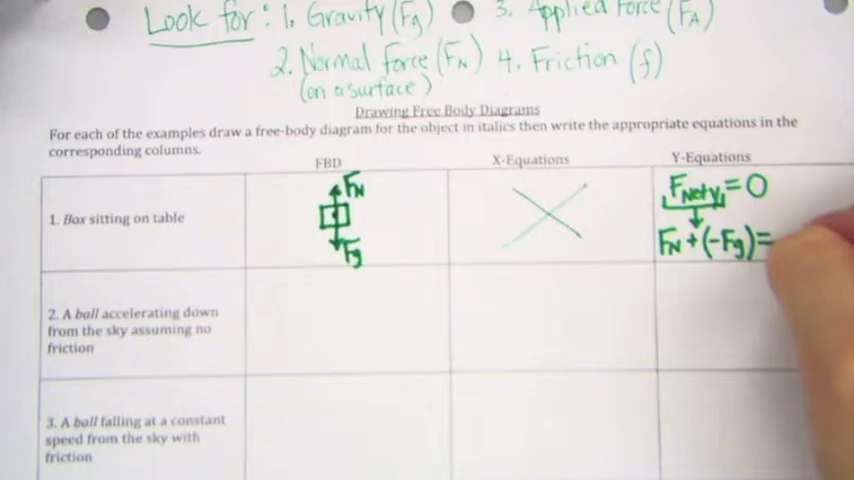 Look for: 1. Gravity (Fg) 3. Applied Force (FA)
2. Normal Force (FN) 4. Friction (f)
(on a surface)
Drawing Free Body Diagrams
For each of the examples draw a free-body diagram for the object in italics then write the appropriate equations in the
corresponding columns.
FBD X-Equations Y-Equations
1. Box sitting on table
FN
Fg
FNety = 0
FN + (-Fg) =
2. A ball accelerating down
from the sky assuming no
friction
3. A ball falling at a constant
speed from the sky with
friction